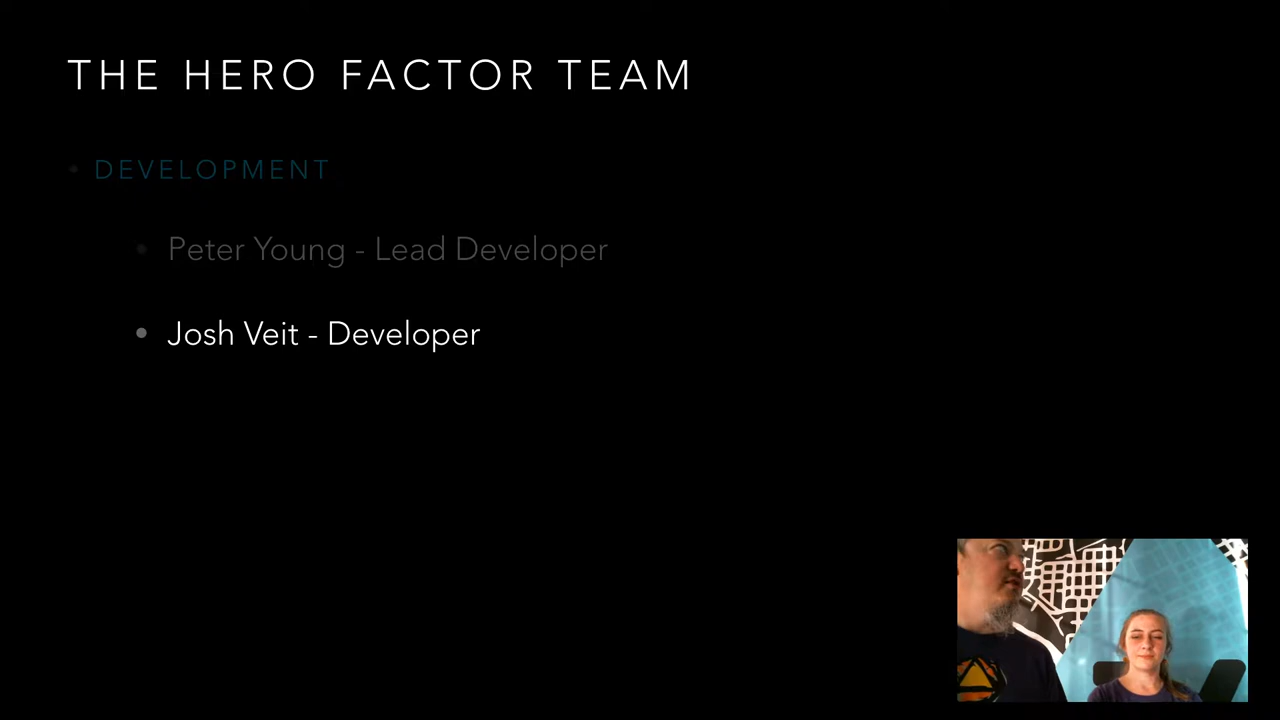 THE HERO FACTOR TEAM
DEVELOPMENT
Peter Young - Lead Developer
Josh Veit - Developer